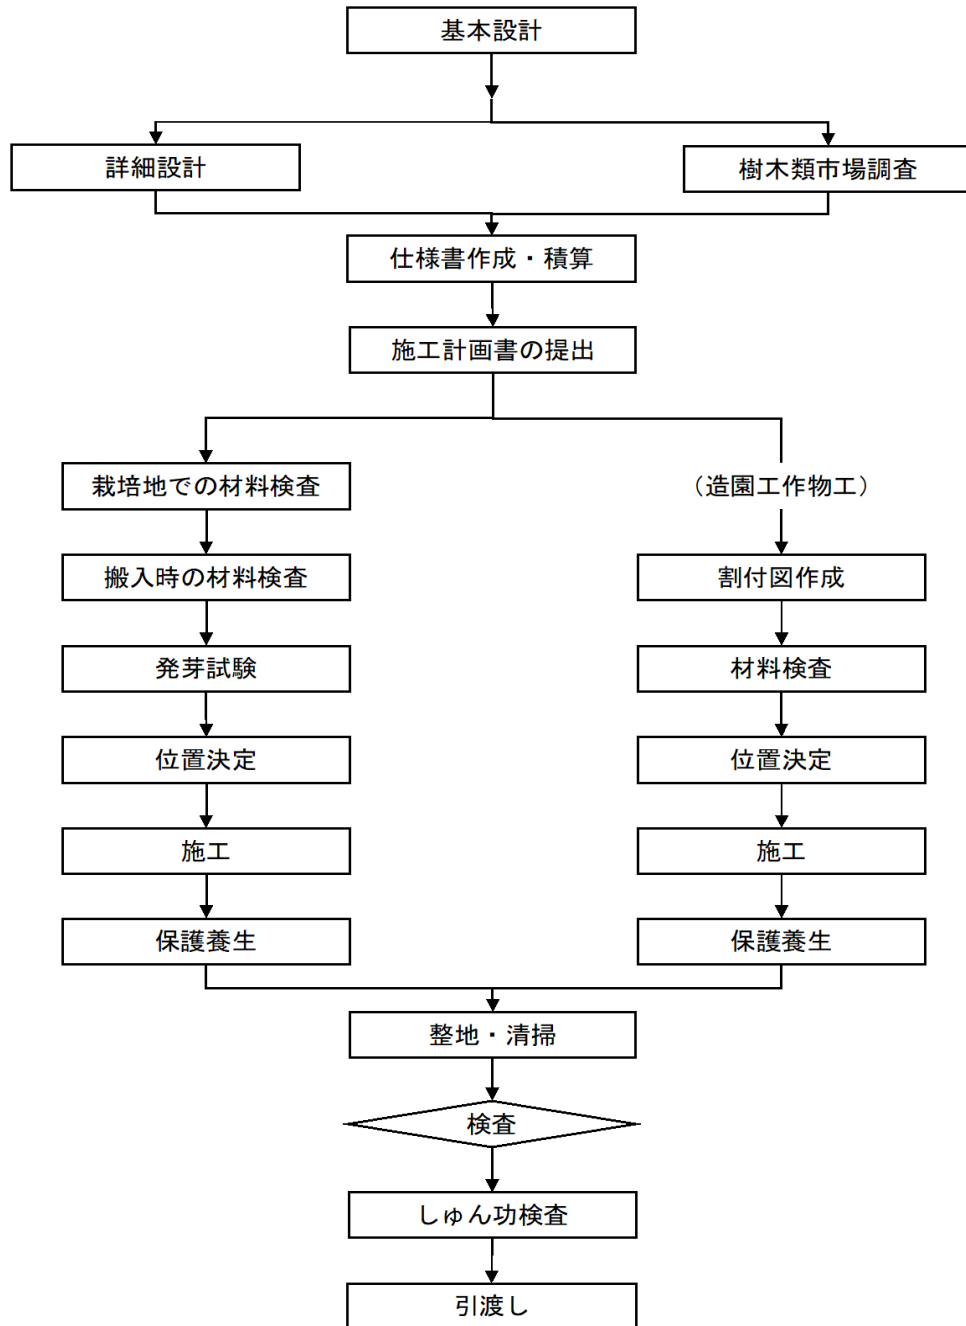 基本設計
詳細設計
樹木類市場調査
仕様書作成・積算
施工計画書の提出
栽培地での材料検査
（造園工作物工）
搬入時の材料検査
割付図作成
発芽試験
材料検査
位置決定
位置決定
施工
施工
保護養生
保護養生
整地・清掃
検査
しゅん功検査
引渡し